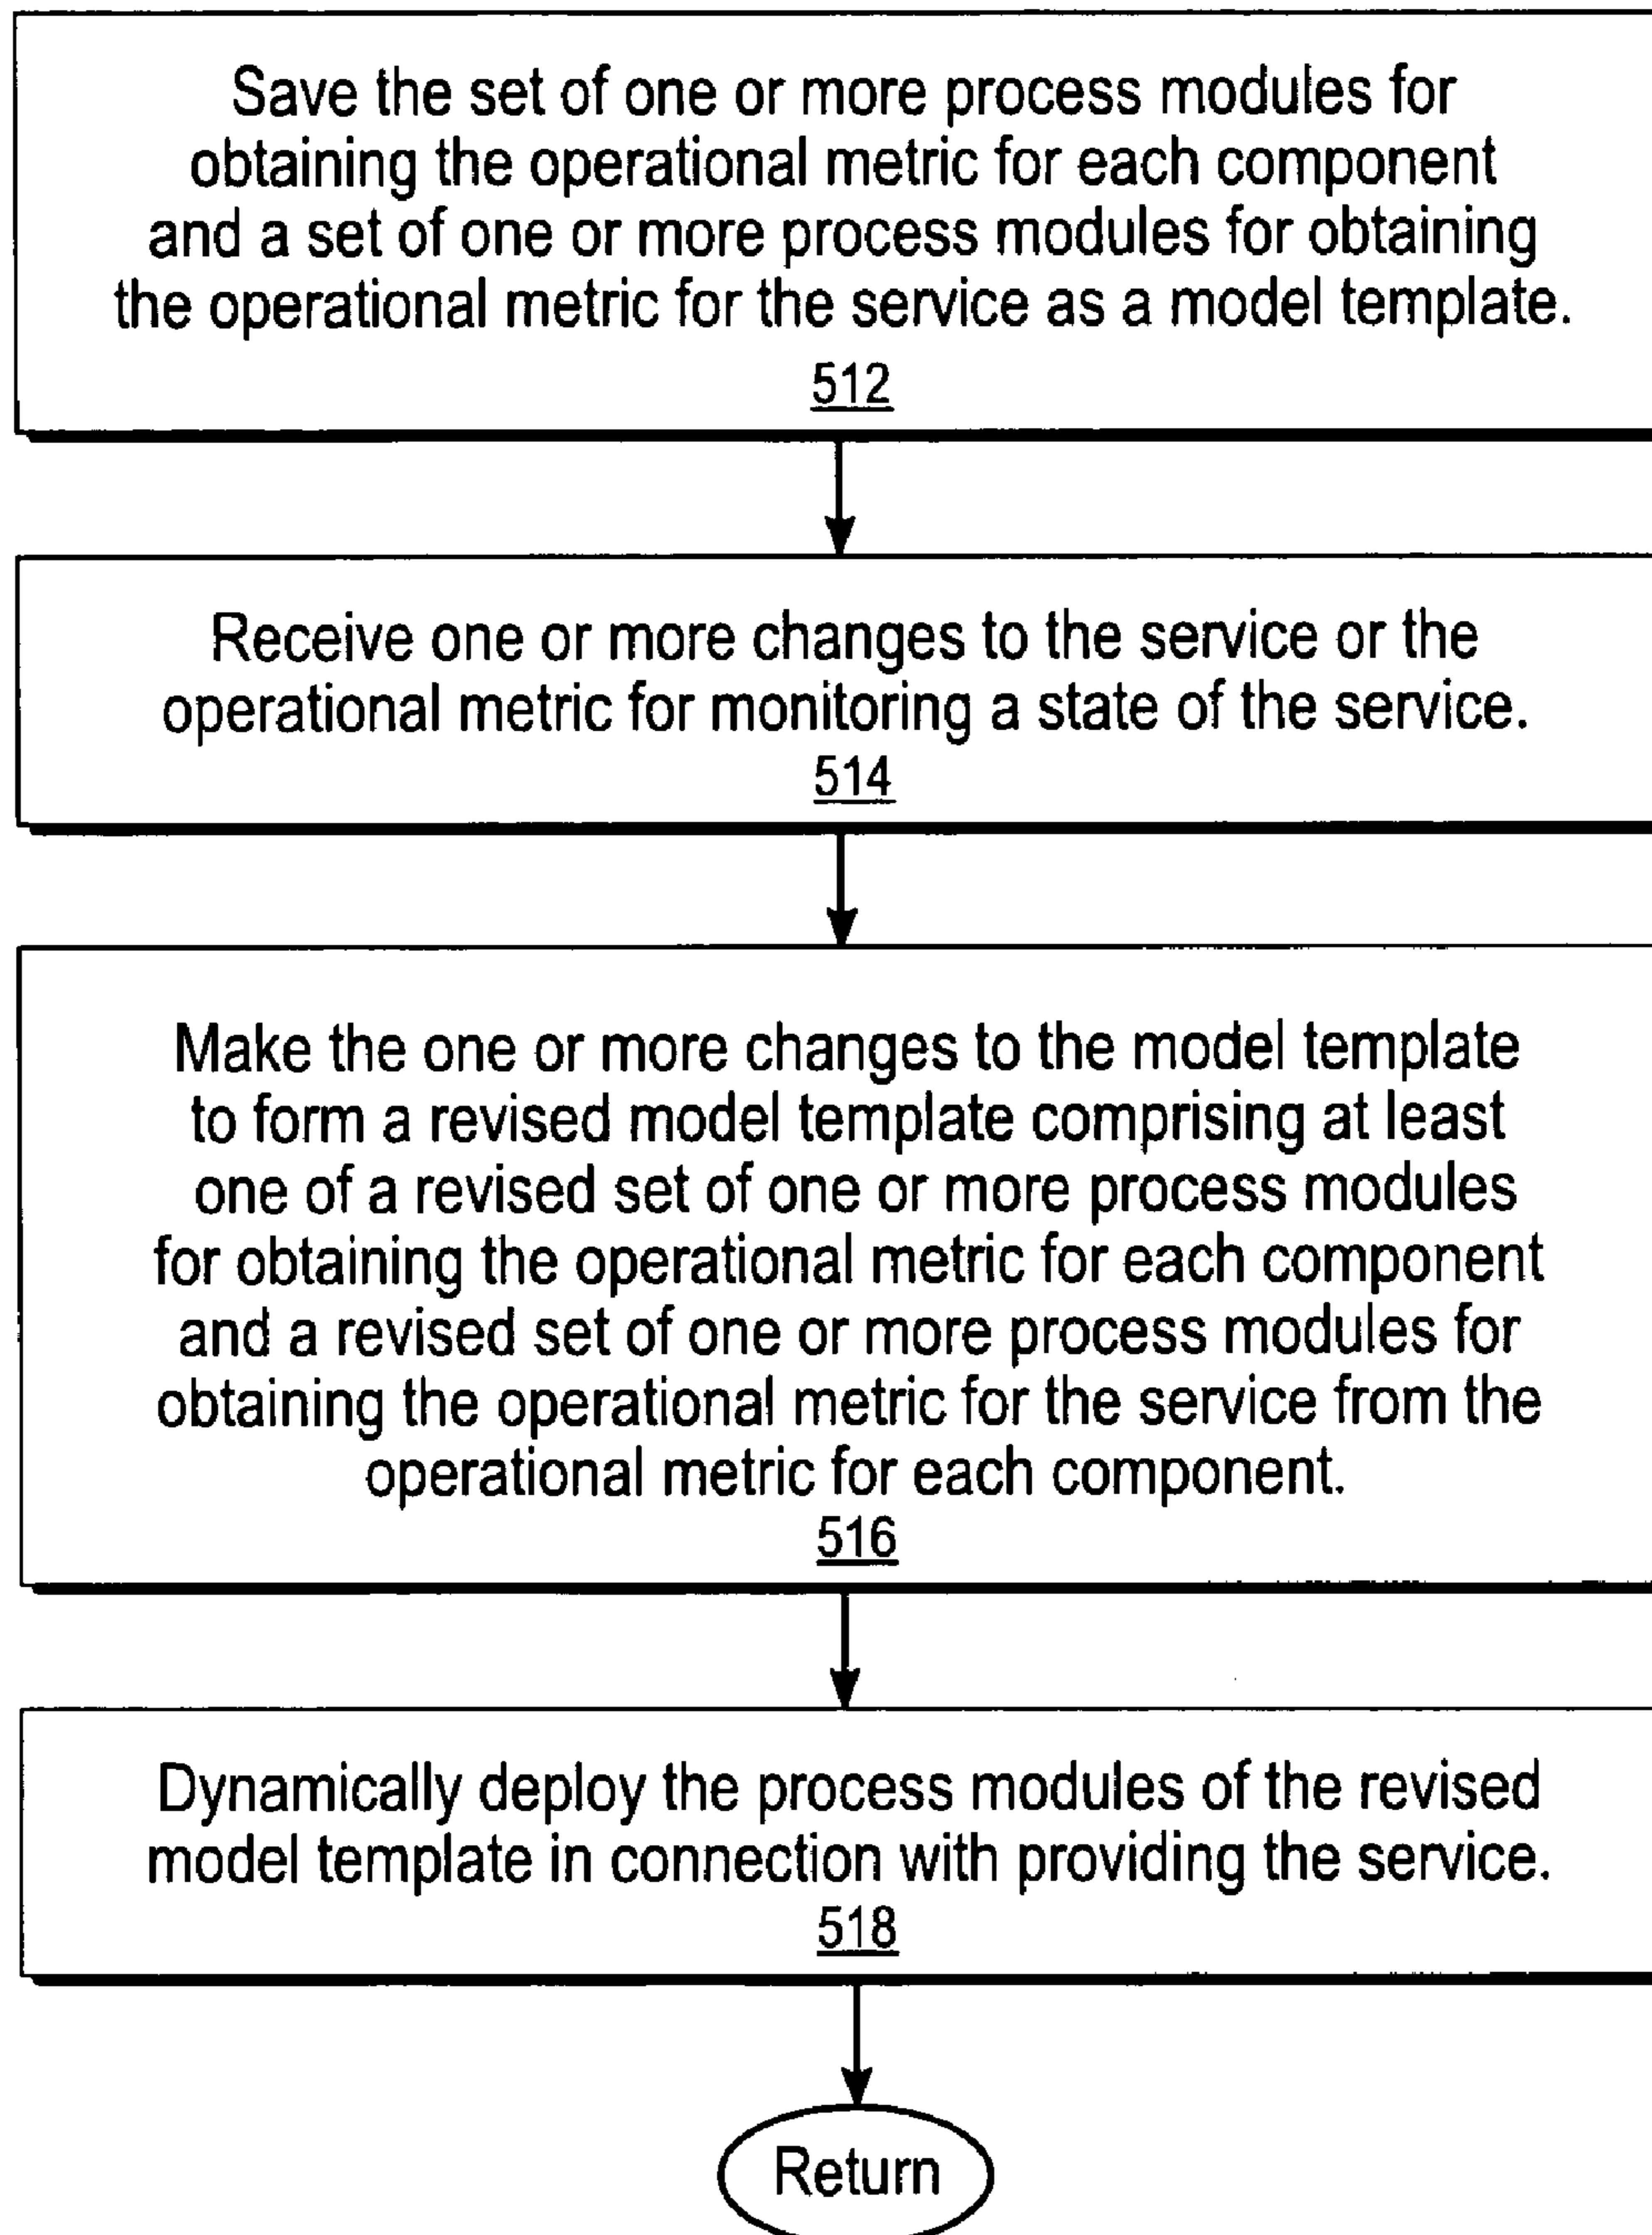 Save the set of one or more process modules for
obtaining the operational metric for each component
and a set of one or more process modules for obtaining
the operational metric for the service as a model template.
512
Receive one or more changes to the service or the
operational metric for monitoring a state of the service.
514
Make the one or more changes to the model template
to form a revised model template comprising at least
one of a revised set of one or more process modules
for obtaining the operational metric for each component
and a revised set of one or more process modules for
obtaining the operational metric for the service from the
operational metric for each component.
516
Dynamically deploy the process modules of the revised
model template in connection with providing the service.
518
Return